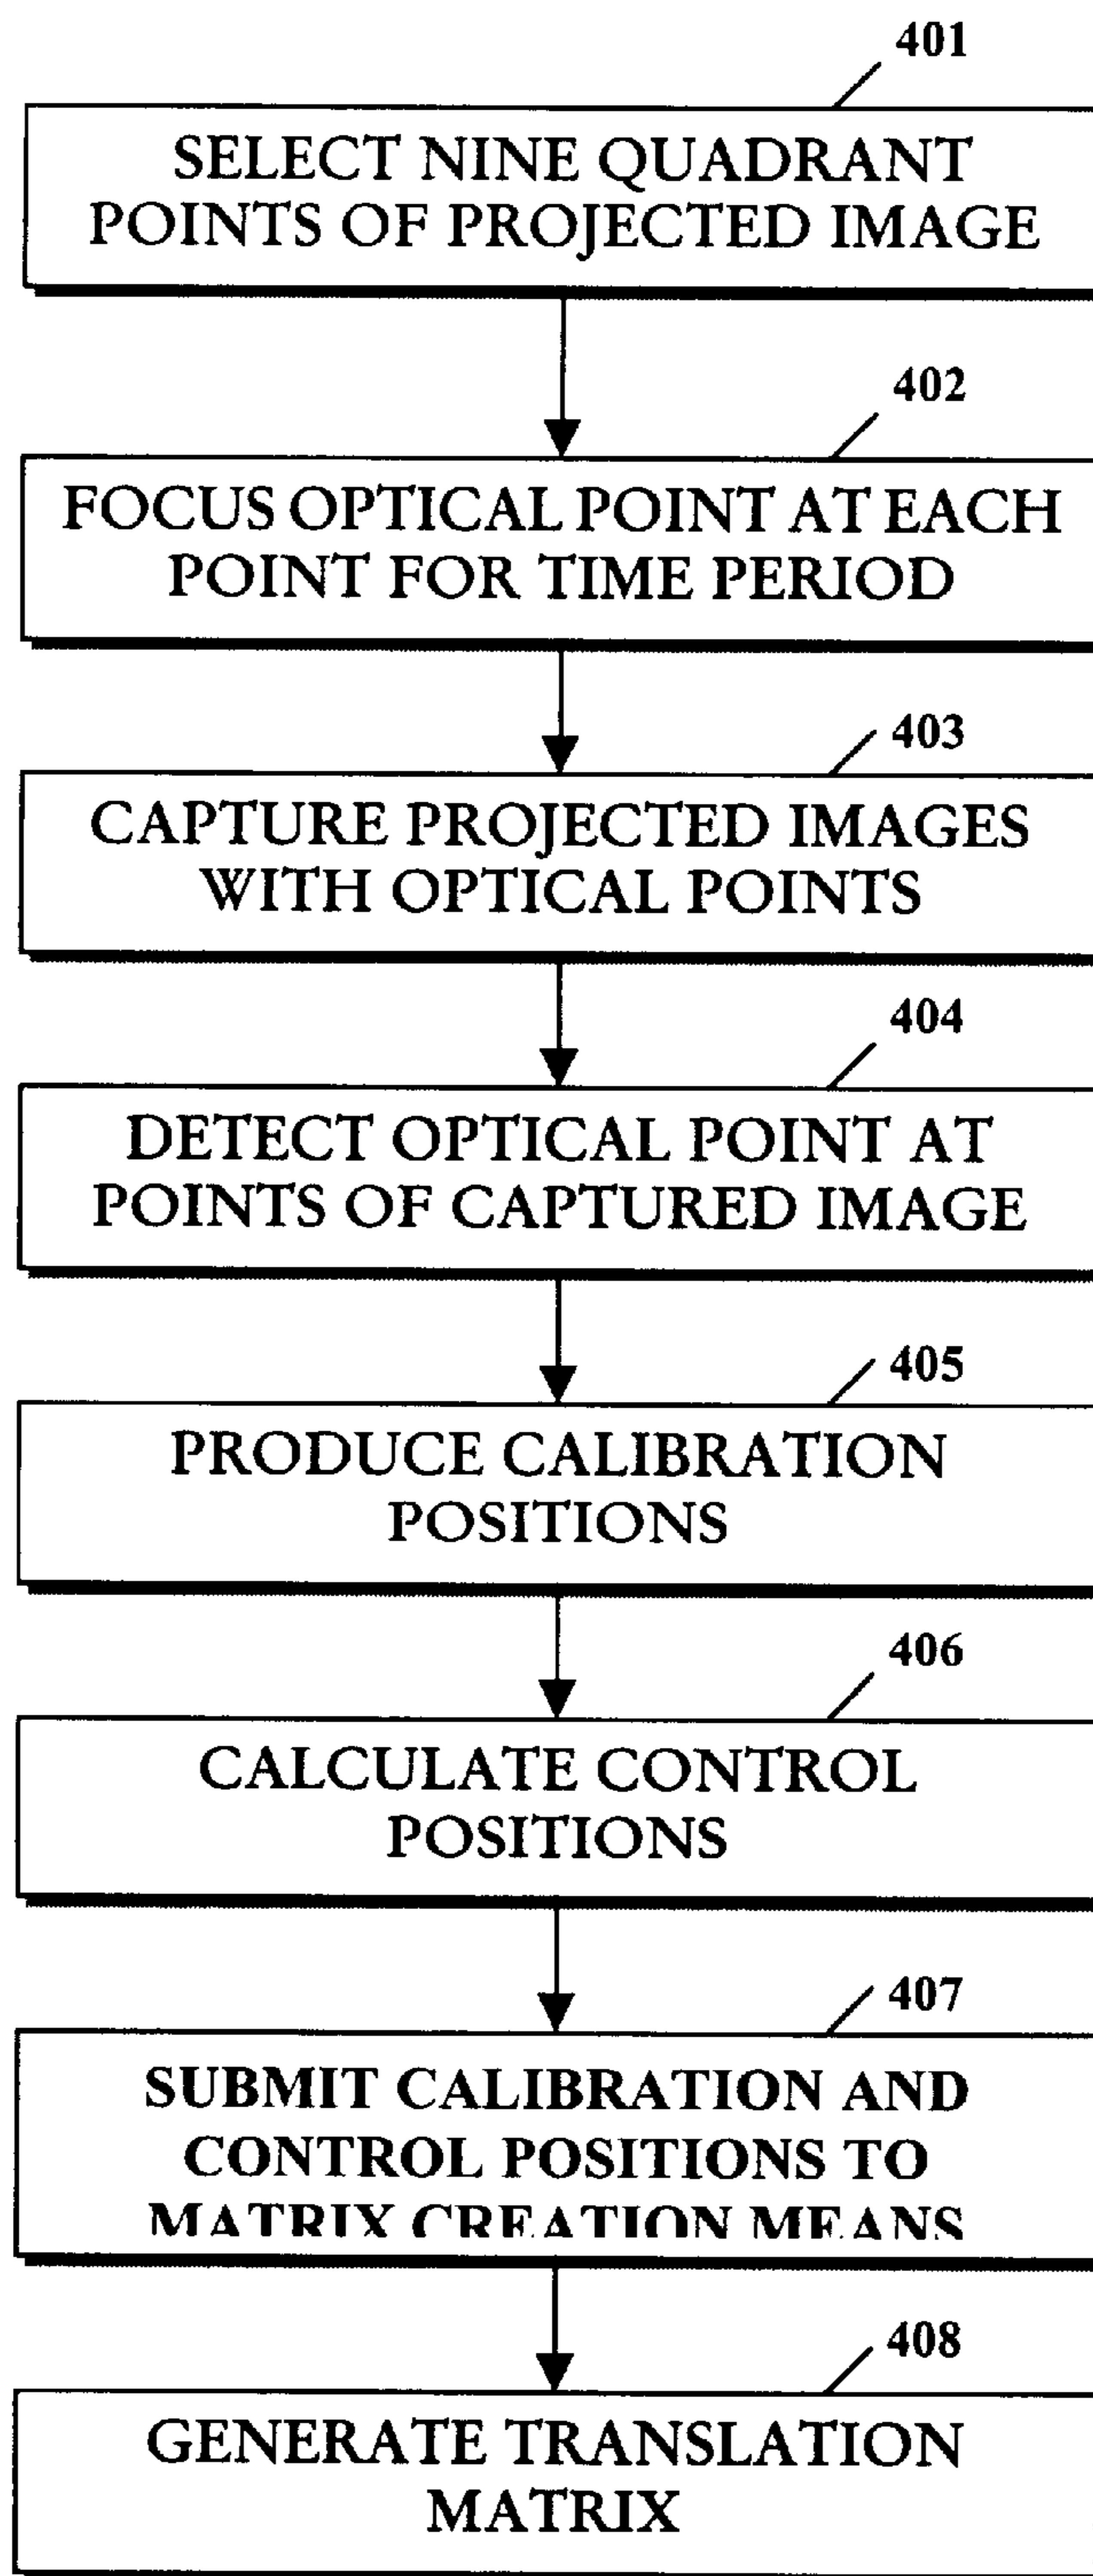 401
SELECT NINE QUADRANT
POINTS OF PROJECTED IMAGE
402
FOCUS OPTICAL POINT AT EACH
POINT FOR TIME PERIOD
403
CAPTURE PROJECTED IMAGES
WITH OPTICAL POINTS
404
DETECT OPTICAL POINT AT
POINTS OF CAPTURED IMAGE
405
PRODUCE CALIBRATION
POSITIONS
406
CALCULATE CONTROL
POSITIONS
407
SUBMIT CALIBRATION AND
CONTROL POSITIONS TO
MATRIX CREATION MEANS
408
GENERATE TRANSLATION
MATRIX